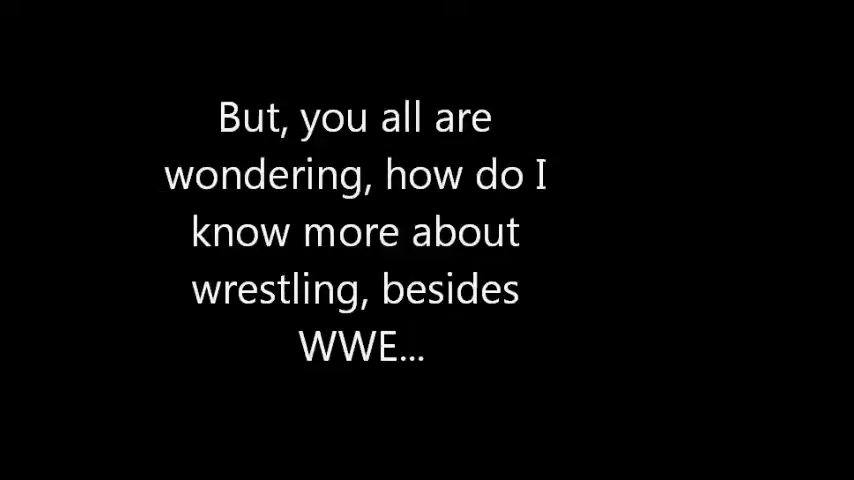 But, you all are
wondering, how do I
know more about
wrestling, besides
WWE...